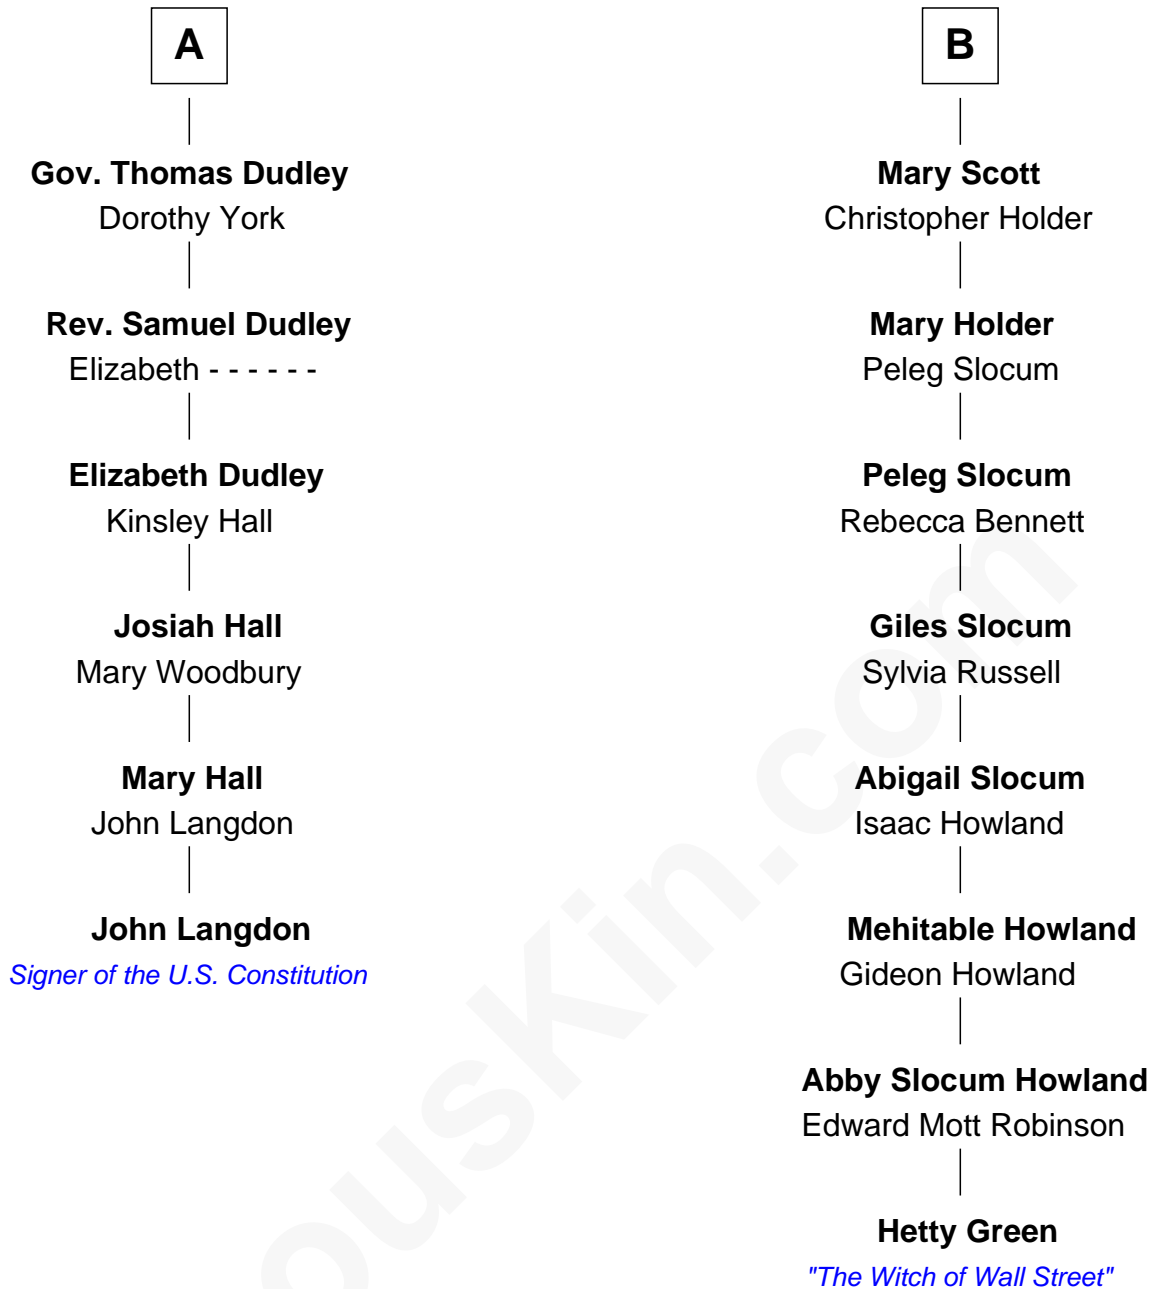 A
Gov. Thomas Dudley
Dorothy York
Rev. Samuel Dudley
Elizabeth - - - - - -
Elizabeth Dudley
Kinsley Hall
Josiah Hall
Mary Woodbury
Mary Hall
John Langdon
John Langdon
Signer of the U.S. Constitution
B
Mary Scott
Christopher Holder
Mary Holder
Peleg Slocum
Peleg Slocum
Rebecca Bennett
Giles Slocum
Sylvia Russell
Abigail Slocum
Isaac Howland
Mehitable Howland
Gideon Howland
Abby Slocum Howland
Edward Mott Robinson
Hetty Green
"The Witch of Wall Street"
ousKin.com